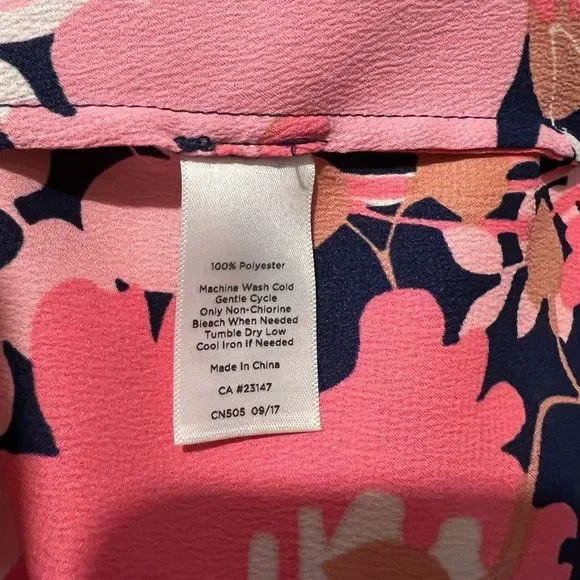 100% Polyester
Machine Wash Cold
Gentle Cycle
Only Non-Chlorine
Bleach When Needed
Tumble Dry Low
Cool Iron If Needed
Made In China
CA #23147
CN505 09/17